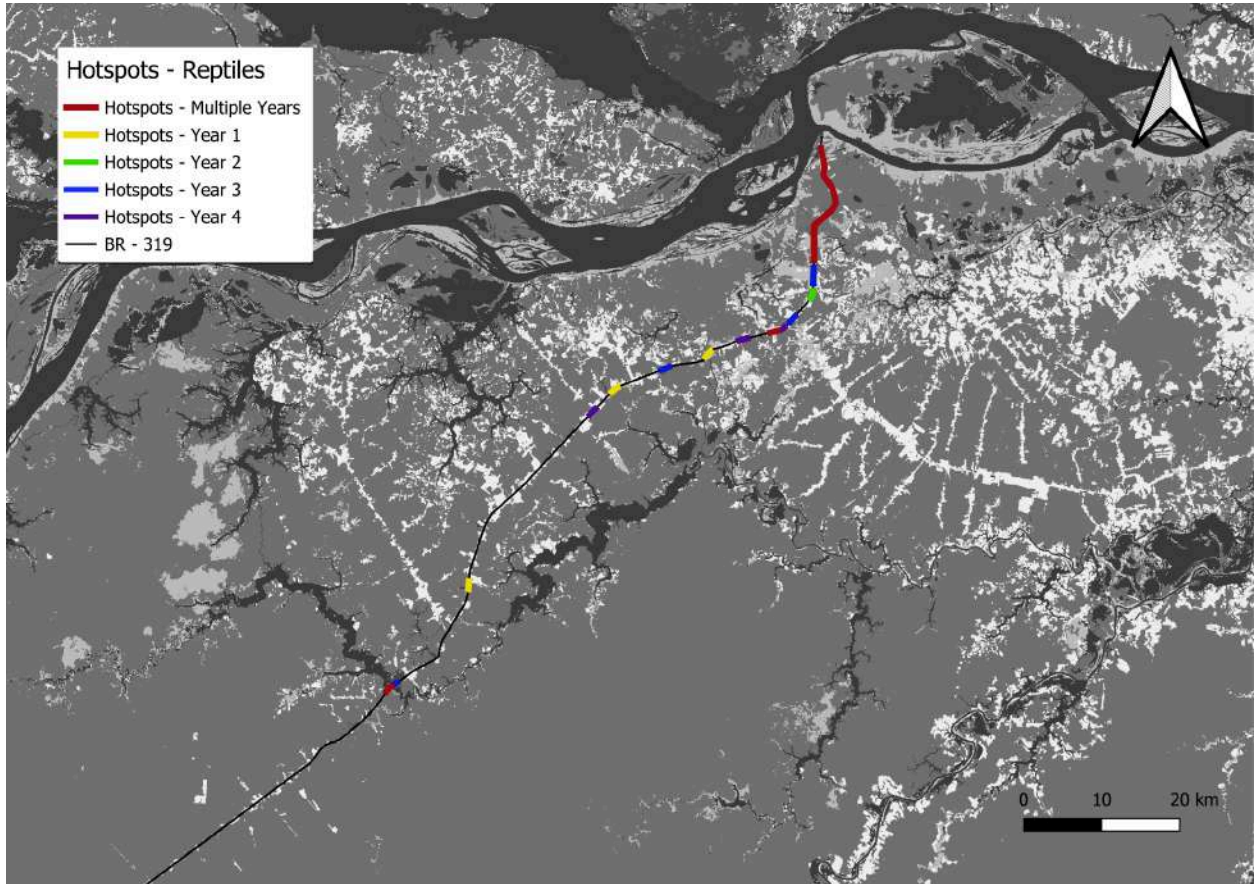 Hotspots - Reptiles
Hotspots - Multiple Years
Hotspots - Year 1
Hotspots - Year 2
Hotspots - Year 3
Hotspots - Year 4
BR - 319
0 10 20 km